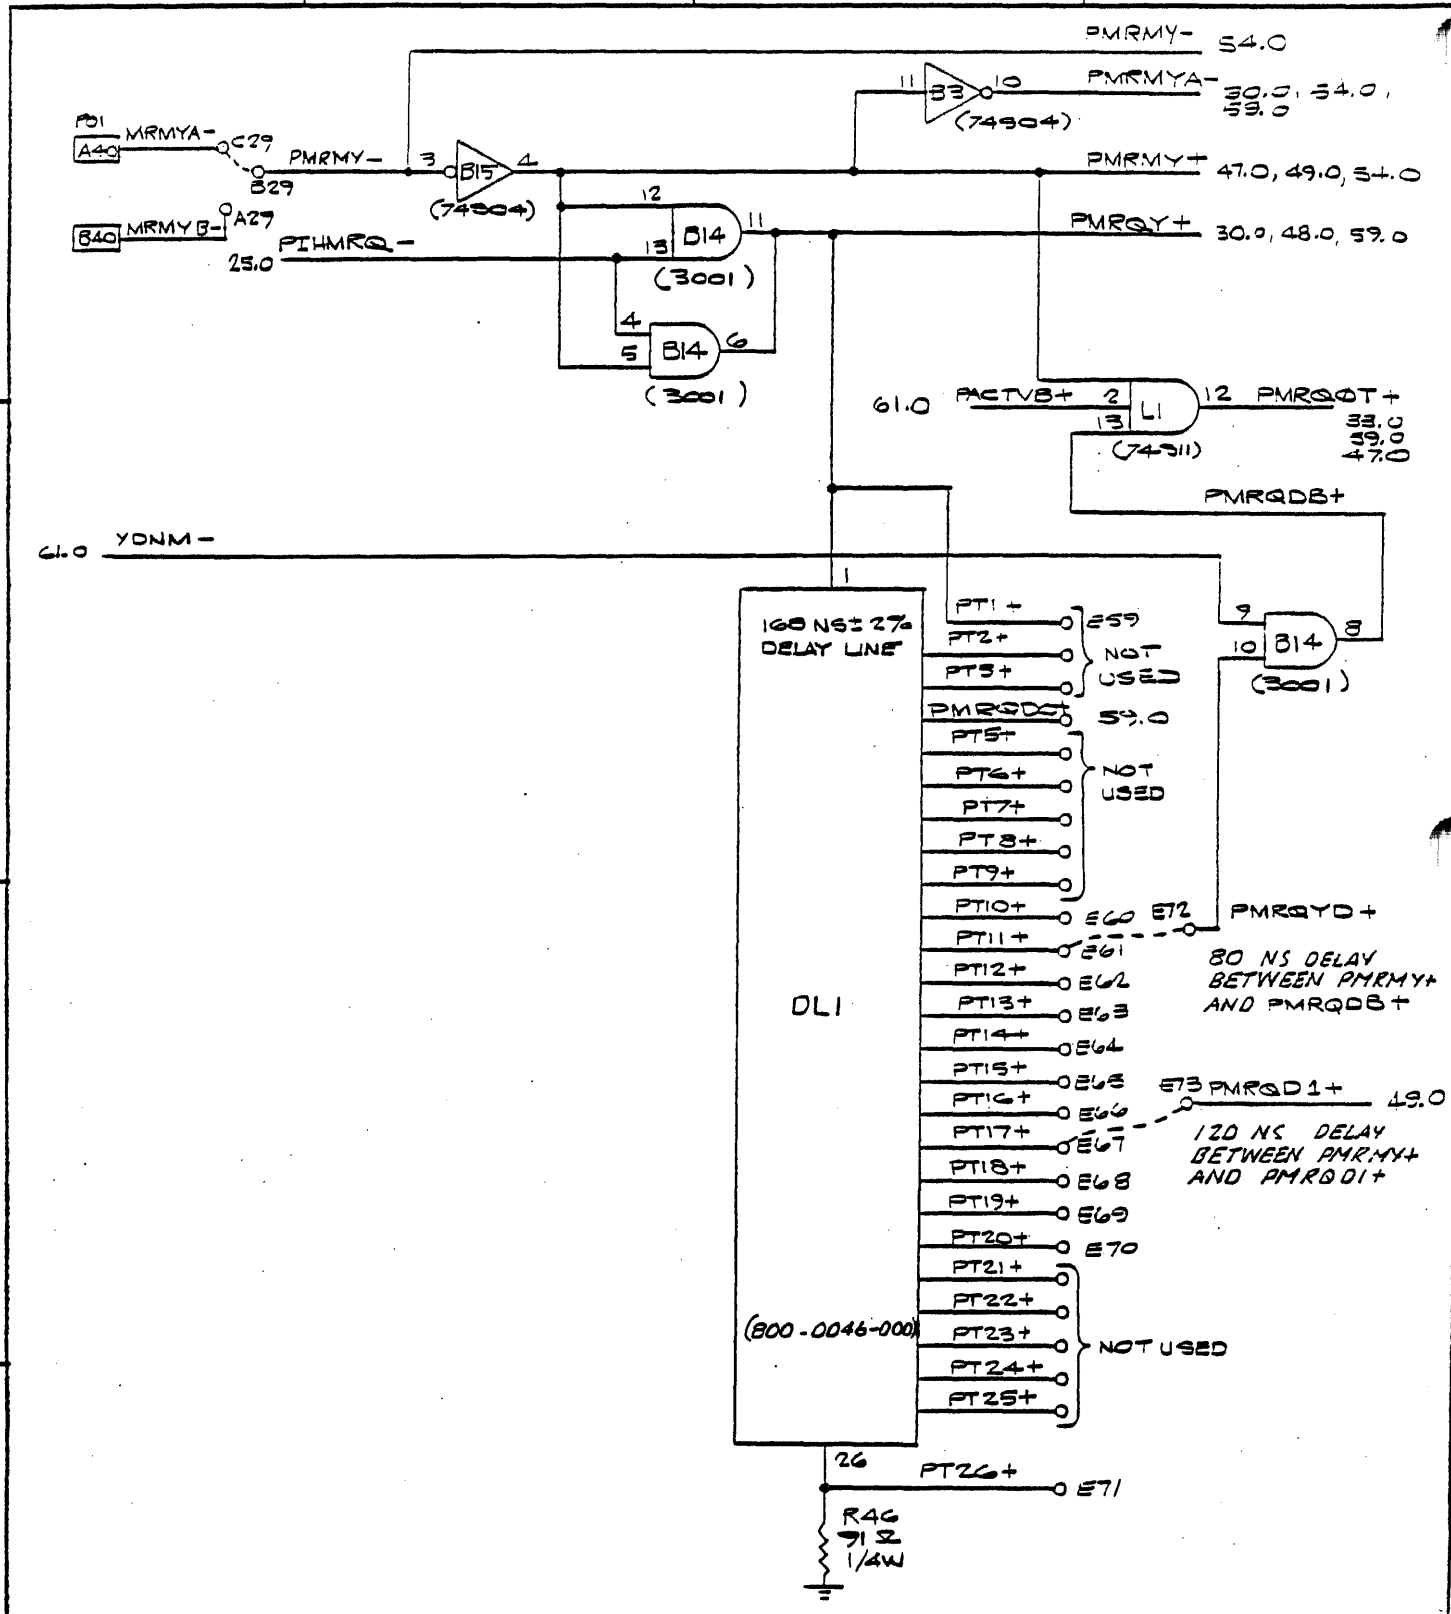 PMRMY- 54.0
11 B3 10 PMRMYA- 30.0, 54.0,
(74S04) 59.0
P01
A40 MRMYA- C29
PMRMY- 3 B15 4 PMRMY+ 47.0, 49.0, 54.0
B29
(74S04)
B40 MRMYB- A29
12
13 B14 11 PMRQY+ 30.0, 48.0, 59.0
PIHMRQ-
25.0
(3001)
4
5 B14 6
(3001)
61.0 PACTVB+ 2 L1 12 PMRQOT+
13
(74S11)
33.0
39.0
47.0
PMRQDB+
61.0 YDNM-
1
168 NS±2%
DELAY LINE
PT1+ E59
PT2+ NOT
PT3+ USED
PMRQDC+ 59.0
9
10 B14 8
(3001)
PT5+
PT6+ NOT
USED
PT7+
PT8+
PT9+
PT10+ E60 E72 PMRQYD+
PT11+ E61
80 NS DELAY
BETWEEN PMRMY+
AND PMRQDB+
PT12+ E62
DL1 PT13+ E63
PT14+ E64
PT15+ E65
PT16+ E66
E73 PMRQD1+ 49.0
PT17+ E67
120 NS DELAY
BETWEEN PMRMY+
AND PMRQD1+
PT18+ E68
PT19+ E69
PT20+ E70
PT21+
PT22+
(800-0046-000) PT23+ NOT USED
PT24+
PT25+
26
PT26+ E71
R46
91 Ω
1/4W